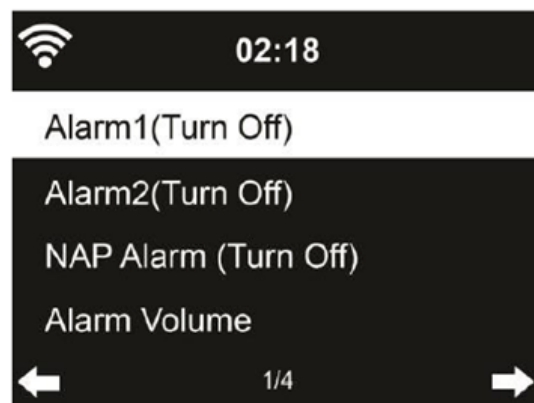 02:18
Alarm1(Turn Off)
Alarm2(Turn Off)
NAP Alarm (Turn Off)
Alarm Volume
1/4